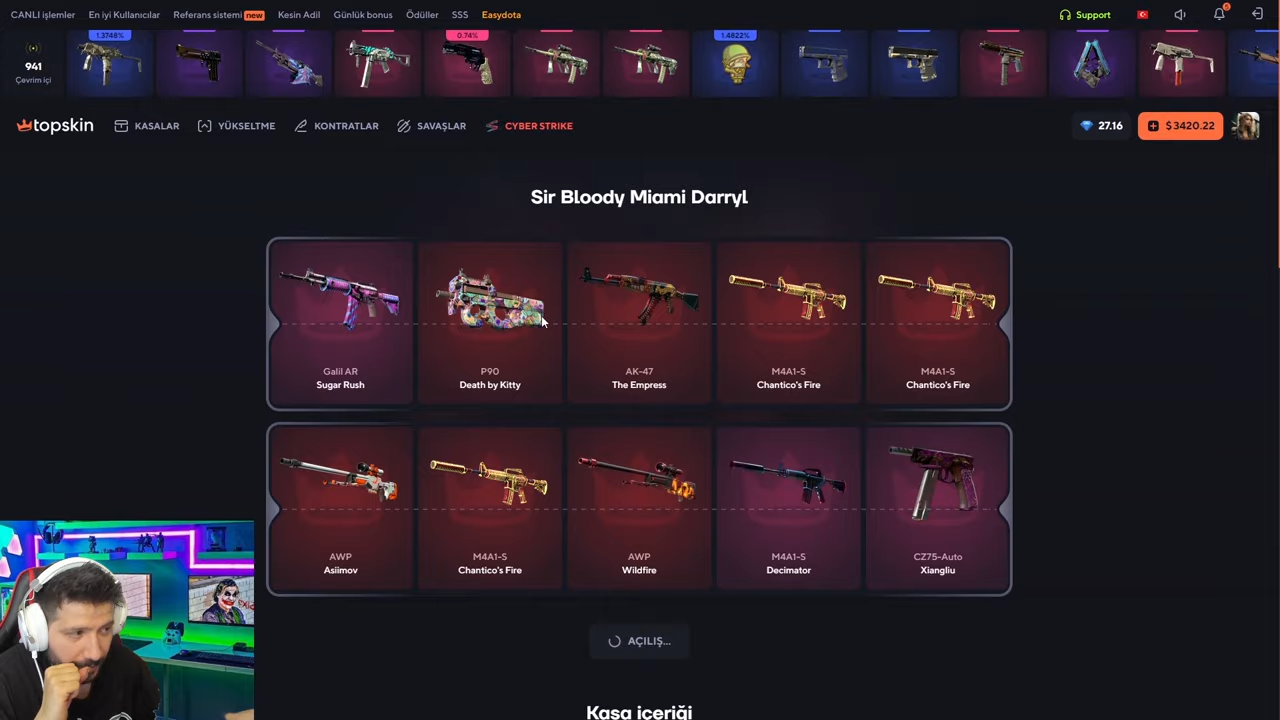 CANLI işlemler En iyi Kullanıcılar Referans sistemi new Kesin Adil Günlük bonus Ödüller SSS Easydota Support 5
1.3748% 0.74% 1.4822%
941
Çevrim içi
topskin KASALAR YÜKSELTME KONTRATLAR SAVAŞLAR CYBER STRIKE 27.16 $ 3420.22
Sir Bloody Miami Darryl
Galil AR P90 AK-47 M4A1-S M4A1-S
Sugar Rush Death by Kitty The Empress Chantico's Fire Chantico's Fire
AWP M4A1-S AWP M4A1-S CZ75-Auto
Asiimov Chantico's Fire Wildfire Decimator Xiangliu
AÇILIŞ...
Kasa içeriği